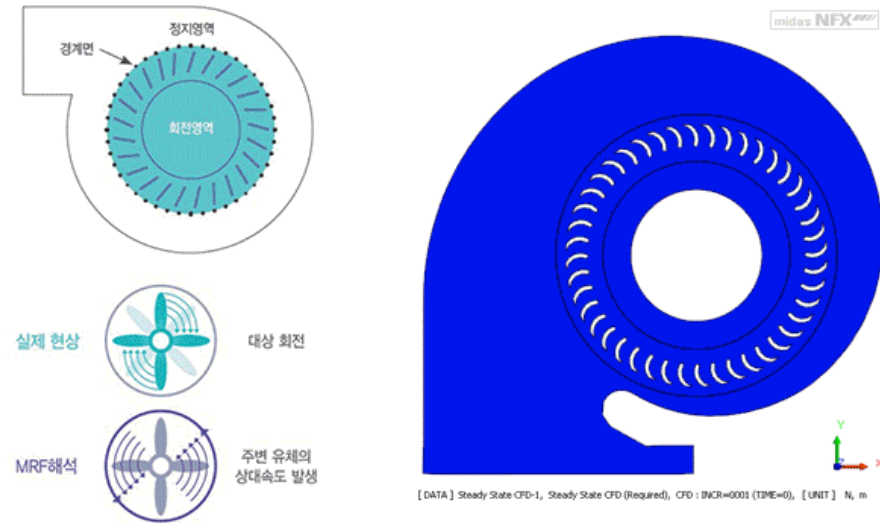 정지영역
경계면
회전영역
실제 현상
대상 회전
MRF해석
주변 유체의
상대속도 발생
midas NFX
Y
Z
X
[ DATA ] Steady State CFD-1, Steady State CFD (Required), CFD : INCR=0001 (TIME=0), [ UNIT ] N, m